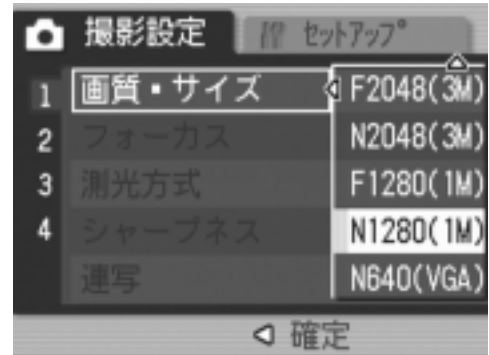 撮影設定 セットアップ
1 画質・サイズ F2048(3M)
2 フォーカス N2048(3M)
3 測光方式 F1280(1M)
4 シャープネス N1280(1M)
連写 N640(VGA)
確定